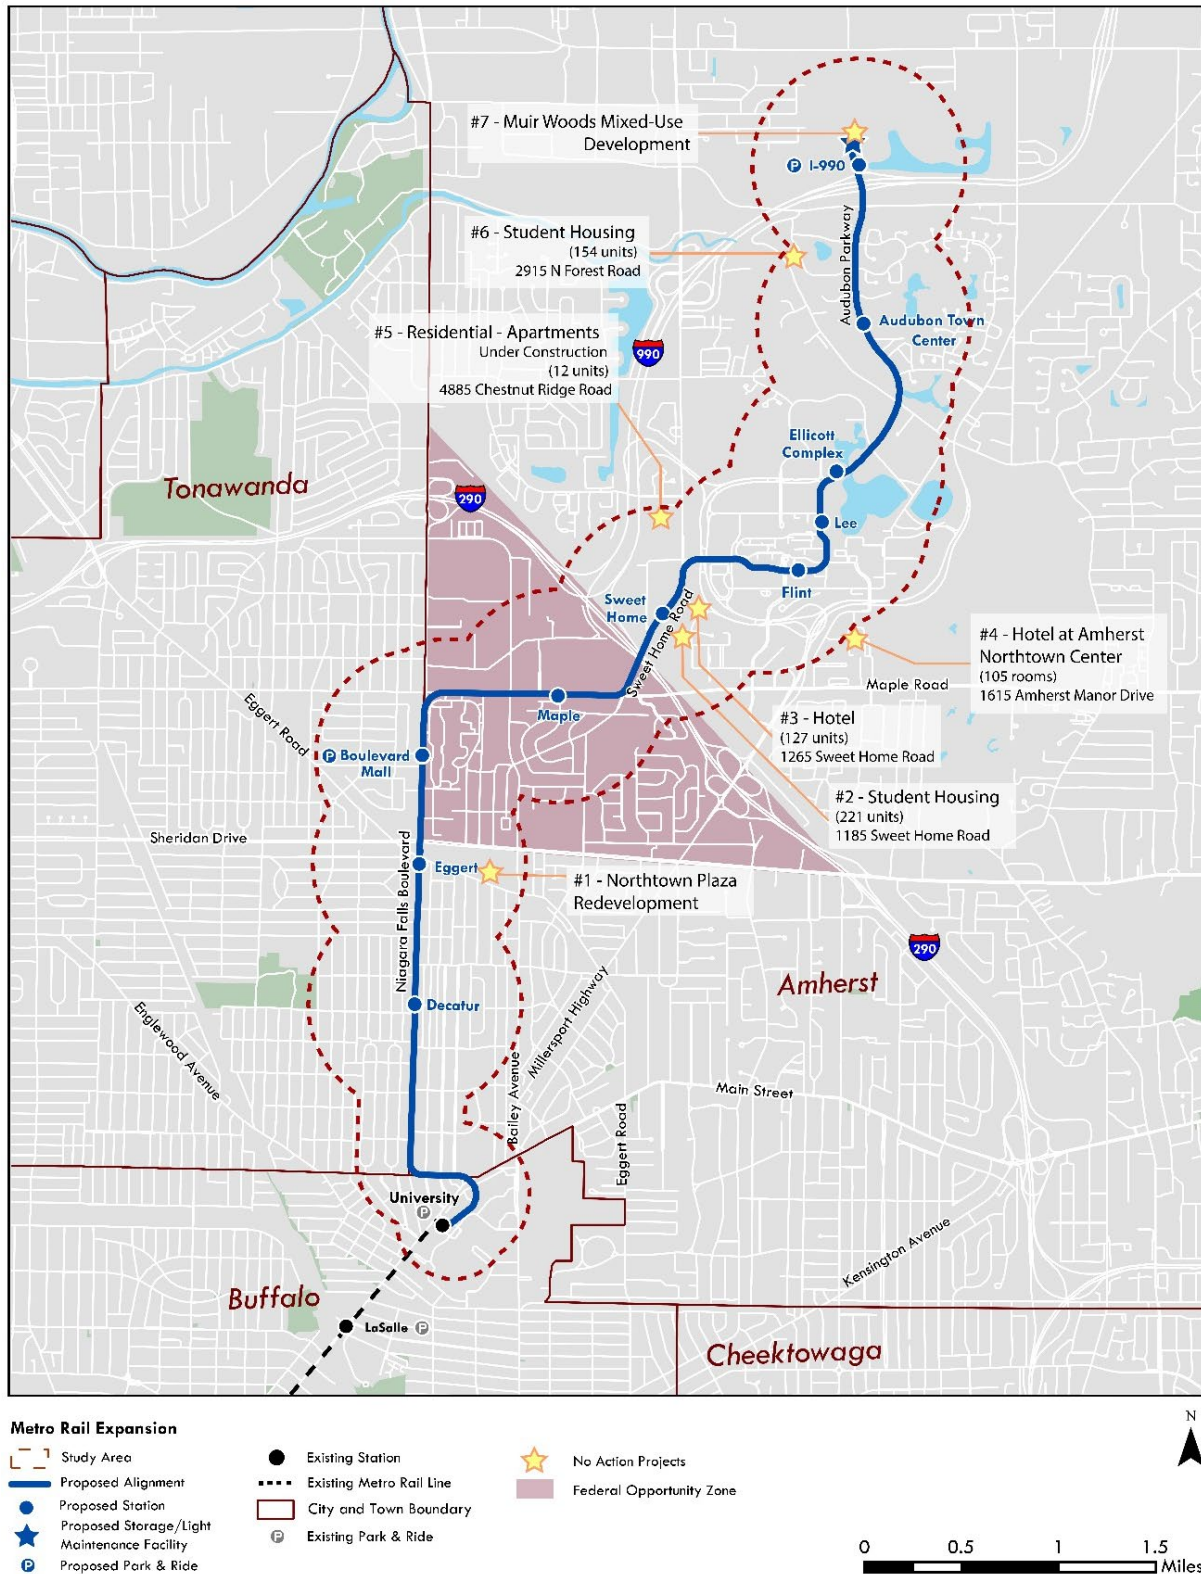 #7 - Muir Woods Mixed-Use
Development
P I-990
#6 - Student Housing
(154 units)
2915 N Forest Road
Audubon Parkway
#5 - Residential - Apartments
Under Construction
(12 units)
4885 Chestnut Ridge Road
990
Audubon Town
Center
Ellicott
Complex
Tonawanda
290
Lee
Flint
Sweet
Home
Sweet Home Road
#4 - Hotel at Amherst
Northtown Center
(105 rooms)
1615 Amherst Manor Drive
Maple Road
Eggert Road
Maple
#3 - Hotel
(127 units)
1265 Sweet Home Road
P Boulevard
Mall
#2 - Student Housing
(221 units)
1185 Sweet Home Road
Sheridan Drive
Niagara Falls Boulevard
Eggert
#1 - Northtown Plaza
Redevelopment
290
Amherst
Decatur
Englewood Avenue
Millersport Highway
Bailey Avenue
Main Street
Eggert Road
University
P
Kensington Avenue
Buffalo
LaSalle P
Cheektowaga
Metro Rail Expansion
Study Area
Proposed Alignment
Proposed Station
Proposed Storage/Light
Maintenance Facility
P Proposed Park & Ride
Existing Station
Existing Metro Rail Line
City and Town Boundary
P Existing Park & Ride
No Action Projects
Federal Opportunity Zone
N
0 0.5 1 1.5
Miles